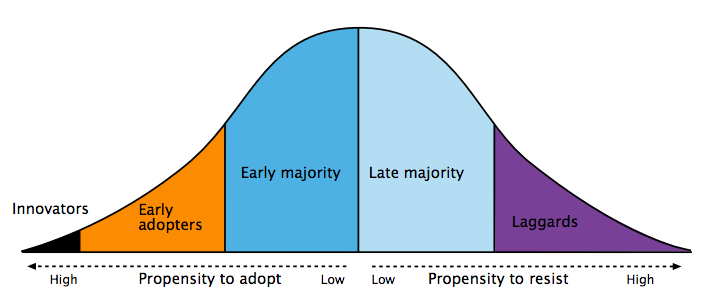 Early majority
Late majority
Innovators
Early
adopters
Laggards
High
Propensity to adopt
Low
Low
Propensity to resist
High